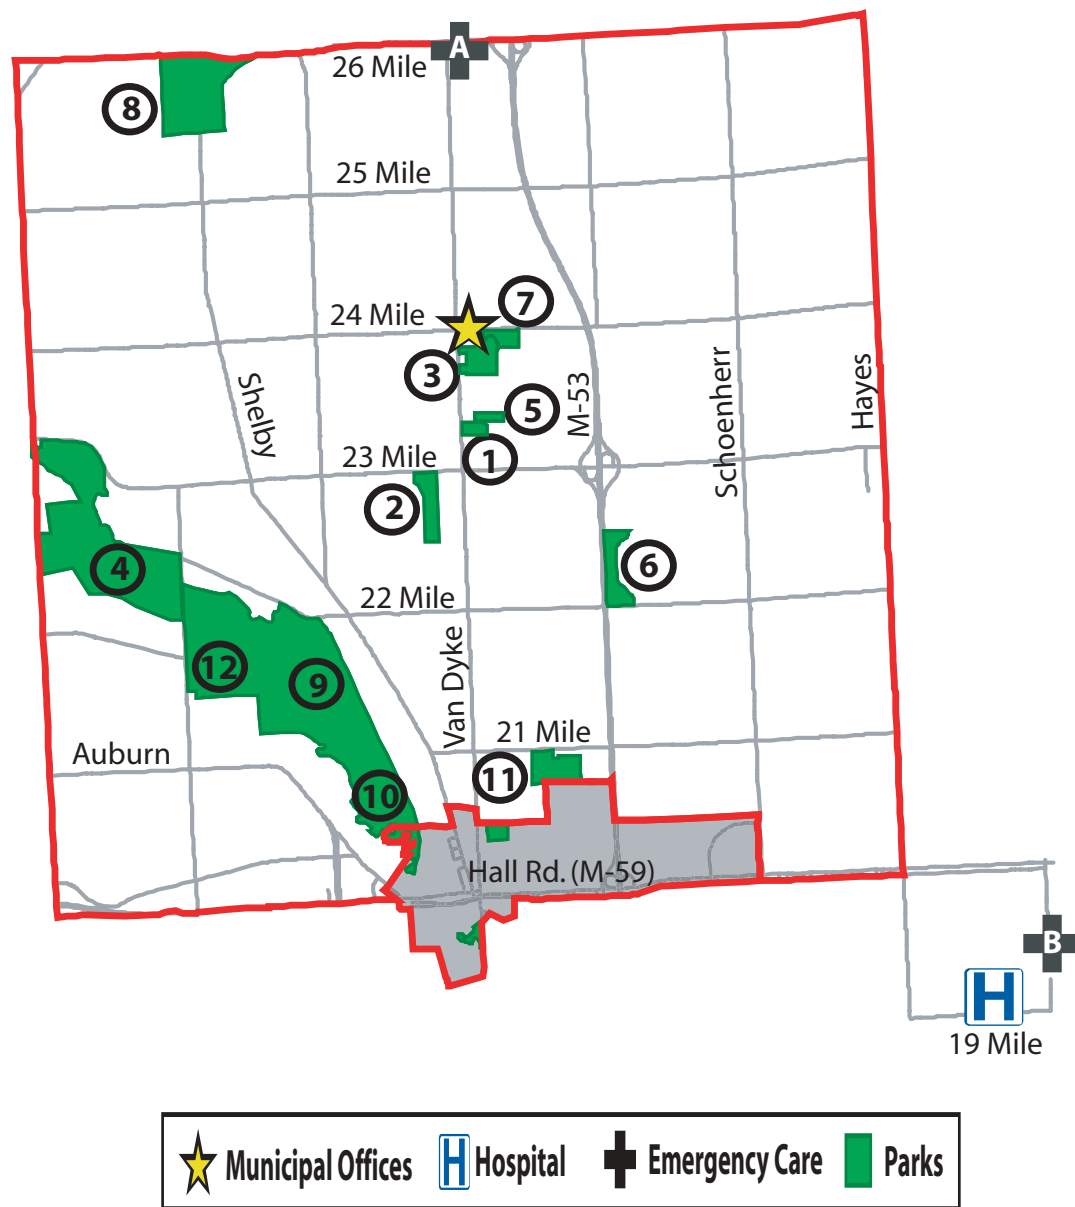 A
26 Mile
8
25 Mile
7
24 Mile
3
Shelby
M-53
Schoenherr
Hayes
5
1
23 Mile
2
4
6
22 Mile
12
9
Van Dyke
21 Mile
Auburn
11
10
Hall Rd. (M-59)
B
H
19 Mile
Municipal Offices
H Hospital
Emergency Care
Parks